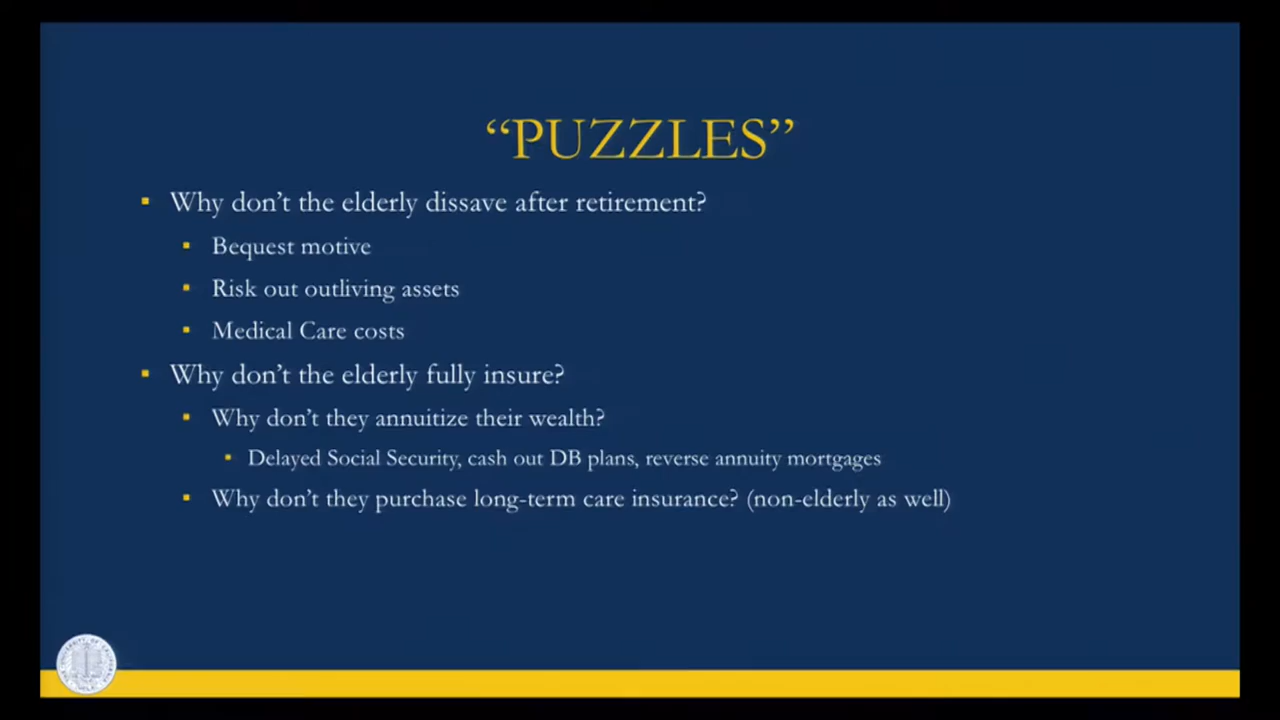 “PUZZLES”
▪ Why don’t the elderly dissave after retirement?
▪ Bequest motive
▪ Risk out outliving assets
▪ Medical Care costs
▪ Why don’t the elderly fully insure?
▪ Why don’t they annuitize their wealth?
▪ Delayed Social Security, cash out DB plans, reverse annuity mortgages
▪ Why don’t they purchase long-term care insurance? (non-elderly as well)